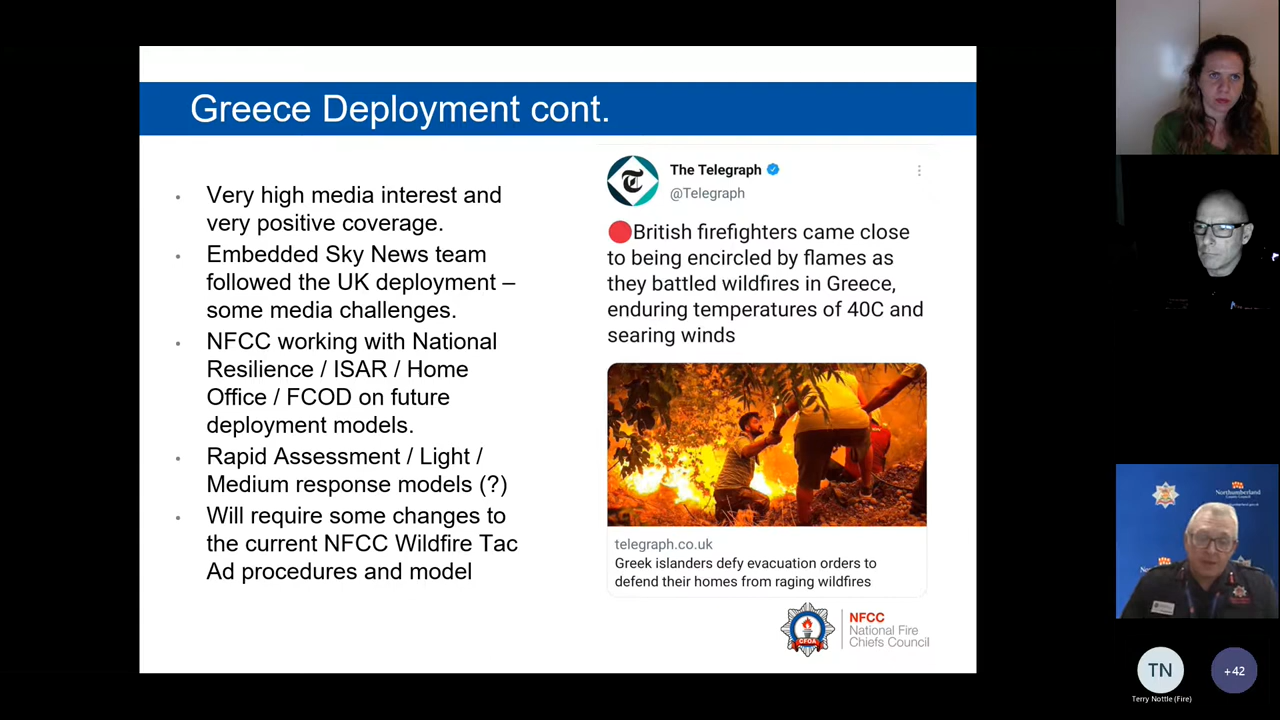 Greece Deployment cont.
Very high media interest and
very positive coverage.
Embedded Sky News team
followed the UK deployment –
some media challenges.
NFCC working with National
Resilience / ISAR / Home
Office / FCOD on future
deployment models.
Rapid Assessment / Light /
Medium response models (?)
Will require some changes to
the current NFCC Wildfire Tac
Ad procedures and model
The Telegraph
@Telegraph
British firefighters came close
to being encircled by flames as
they battled wildfires in Greece,
enduring temperatures of 40C and
searing winds
telegraph.co.uk
Greek islanders defy evacuation orders to
defend their homes from raging wildfires
CFOA
NFCC
National Fire
Chiefs Council
Northumberland
TN
+42
Terry Nottle (Fire)